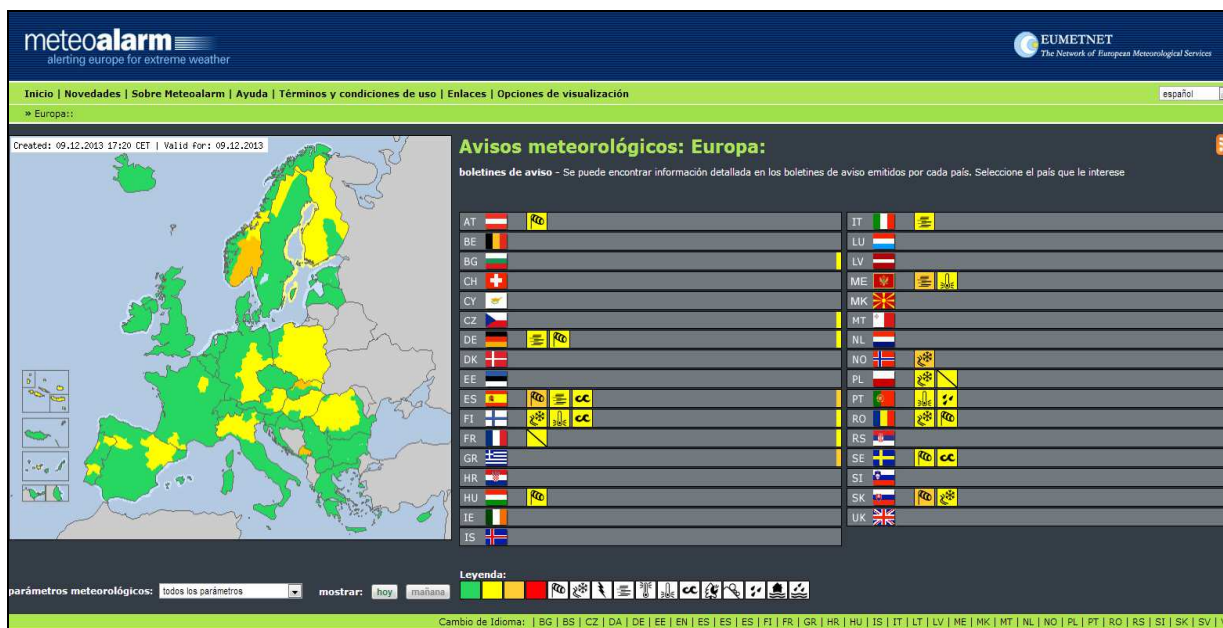 meteoalarm
alerting europe for extreme weather
EUMETNET
The Network of European Meteorological Services
Inicio | Novedades | Sobre Meteoalarm | Ayuda | Términos y condiciones de uso | Enlaces | Opciones de visualización
español
» Europa::
Created: 09.12.2013 17:20 CET | Valid for: 09.12.2013
Avisos meteorológicos: Europa:
boletines de aviso - Se puede encontrar información detallada en los boletines de aviso emitidos por cada país. Seleccione el país que le interese
AT
BE
BG
CH
CY
CZ
DE
DK
EE
ES
FI
FR
GR
HR
HU
IE
IS
IT
LU
LV
ME
MK
MT
NL
NO
PL
PT
RO
RS
SE
SI
SK
UK
Leyenda:
parámetros meteorológicos: todos los parámetros mostrar: hoy mañana
Cambio de Idioma: | BG | BS | CZ | DA | DE | EE | EN | ES | ES | ES | FI | FR | GR | HR | HU | IS | IT | LT | LV | ME | MK | MT | NL | NO | PL | PT | RO | RS | SI | SK | SV |